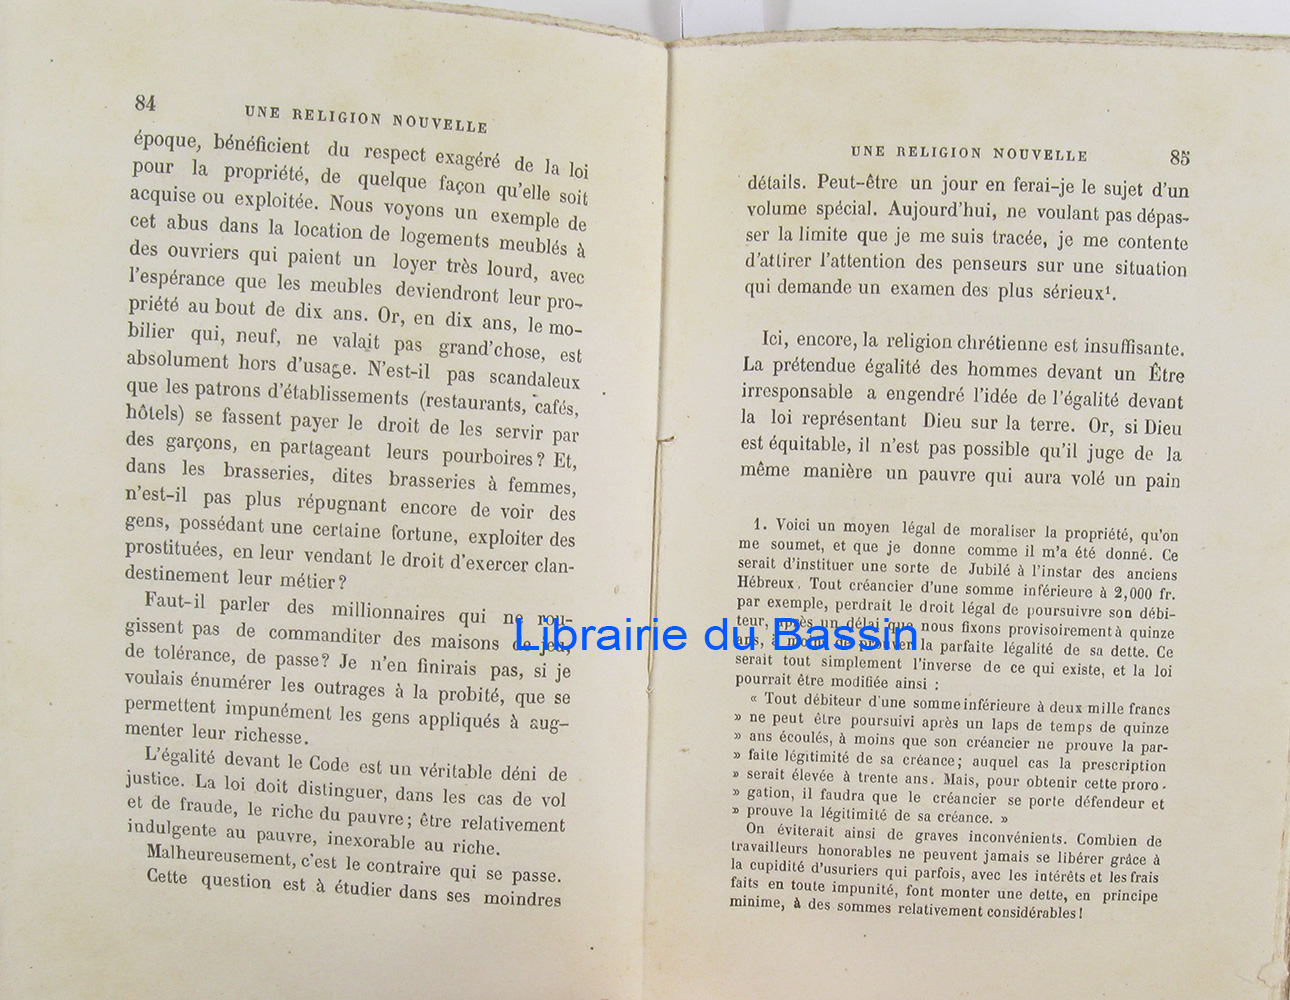 84
UNE RELIGION NOUVELLE
époque, bénéficient du respect exagéré de la loi
pour la propriété, de quelque façon qu'elle soit
acquise ou exploitée. Nous voyons un exemple de
cet abus dans la location de logements meublés à
des ouvriers qui paient un loyer très lourd, avec
l'espérance que les meubles deviendront leur pro-
priété au bout de dix ans. Or, en dix ans, le mo-
bilier qui, neuf, ne valait pas grand'chose, est
absolument hors d'usage. N'est-il pas scandaleux
que les patrons d'établissements (restaurants, cafés,
hôtels) se fassent payer le droit de les servir par
des garçons, en partageant leurs pourboires? Et,
dans les brasseries, dites brasseries à femmes,
n'est-il pas plus répugnant encore de voir des
gens, possédant une certaine fortune, exploiter des
prostituées, en leur vendant le droit d'exercer clan-
destinement leur métier?
Faut-il parler des millionnaires qui ne rou-
gissent pas de commanditer des maisons de jeu,
de tolérance, de passe? Je n'en finirais pas, si je
voulais énumérer les outrages à la probité, que se
permettent impunément les gens appliqués à aug-
menter leur richesse.
L'égalité devant le Code est un véritable déni de
justice. La loi doit distinguer, dans les cas de vol
et de fraude, le riche du pauvre; être relativement
indulgente au pauvre, inexorable au riche.
Malheureusement, c'est le contraire qui se passe.
Cette question est à étudier dans ses moindres
UNE RELIGION NOUVELLE
85
détails. Peut-être un jour en ferai-je le sujet d'un
volume spécial. Aujourd'hui, ne voulant pas dépas-
ser la limite que je me suis tracée, je me contente
d'attirer l'attention des penseurs sur une situation
qui demande un examen des plus sérieux¹.
Ici, encore, la religion chrétienne est insuffisante.
La prétendue égalité des hommes devant un Être
irresponsable a engendré l'idée de l'égalité devant
la loi représentant Dieu sur la terre. Or, si Dieu
est équitable, il n'est pas possible qu'il juge de la
même manière un pauvre qui aura volé un pain
1. Voici un moyen légal de moraliser la propriété, qu'on
me soumet, et que je donne comme il m'a été donné. Ce
serait d'instituer une sorte de Jubilé à l'instar des anciens
Hébreux. Tout créancier d'une somme inférieure à 2,000 fr.
par exemple, perdrait le droit légal de poursuivre son débi-
teur, après un délai que nous fixons provisoirement à quinze
ans, à moins de prouver la parfaite légalité de sa dette. Ce
serait tout simplement l'inverse de ce qui existe, et la loi
pourrait être modifiée ainsi :
« Tout débiteur d'une somme inférieure à deux mille francs
» ne peut être poursuivi après un laps de temps de quinze
» ans écoulés, à moins que son créancier ne prouve la par-
» faite légitimité de sa créance; auquel cas la prescription
» serait élevée à trente ans. Mais, pour obtenir cette proro-
» gation, il faudra que le créancier se porte défendeur et
» prouve la légitimité de sa créance. »
On éviterait ainsi de graves inconvénients. Combien de
travailleurs honorables ne peuvent jamais se libérer grâce à
la cupidité d'usuriers qui parfois, avec les intérêts et les frais
faits en toute impunité, font monter une dette, en principe
minime, à des sommes relativement considérables!
Librairie du Bassin